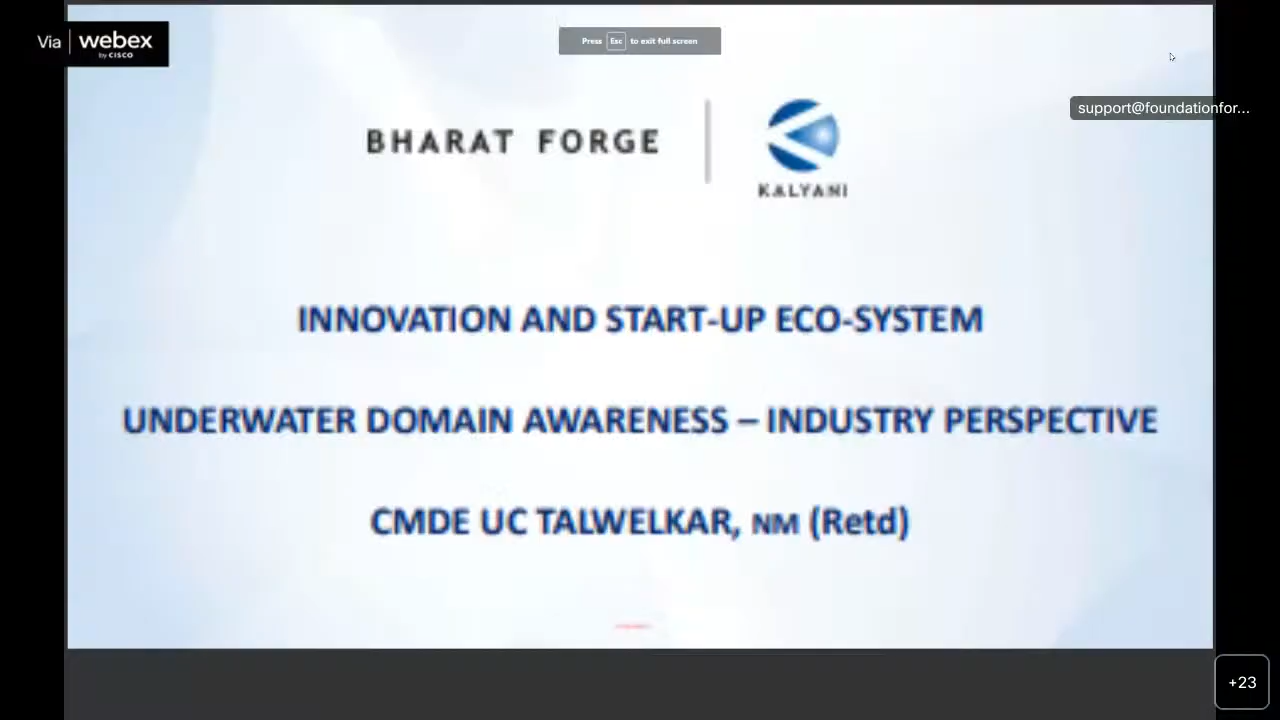 Via webex
by CISCO
Press Esc to exit full screen
support@foundationfor...
BHARAT FORGE
KALYANI
INNOVATION AND START-UP ECO-SYSTEM
UNDERWATER DOMAIN AWARENESS – INDUSTRY PERSPECTIVE
CMDE UC TALWELKAR, NM (Retd)
+23